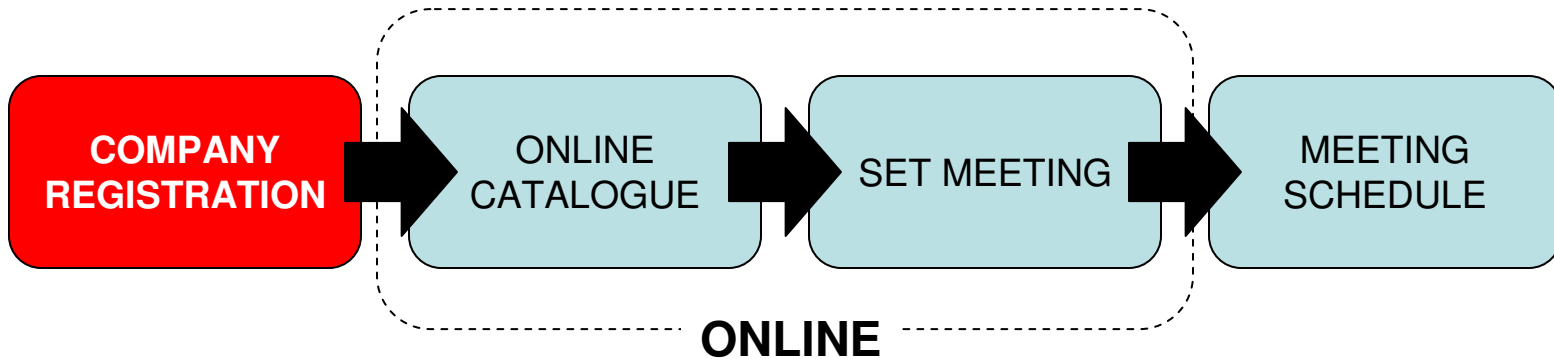 COMPANY
REGISTRATION
ONLINE
CATALOGUE
SET MEETING
MEETING
SCHEDULE
ONLINE